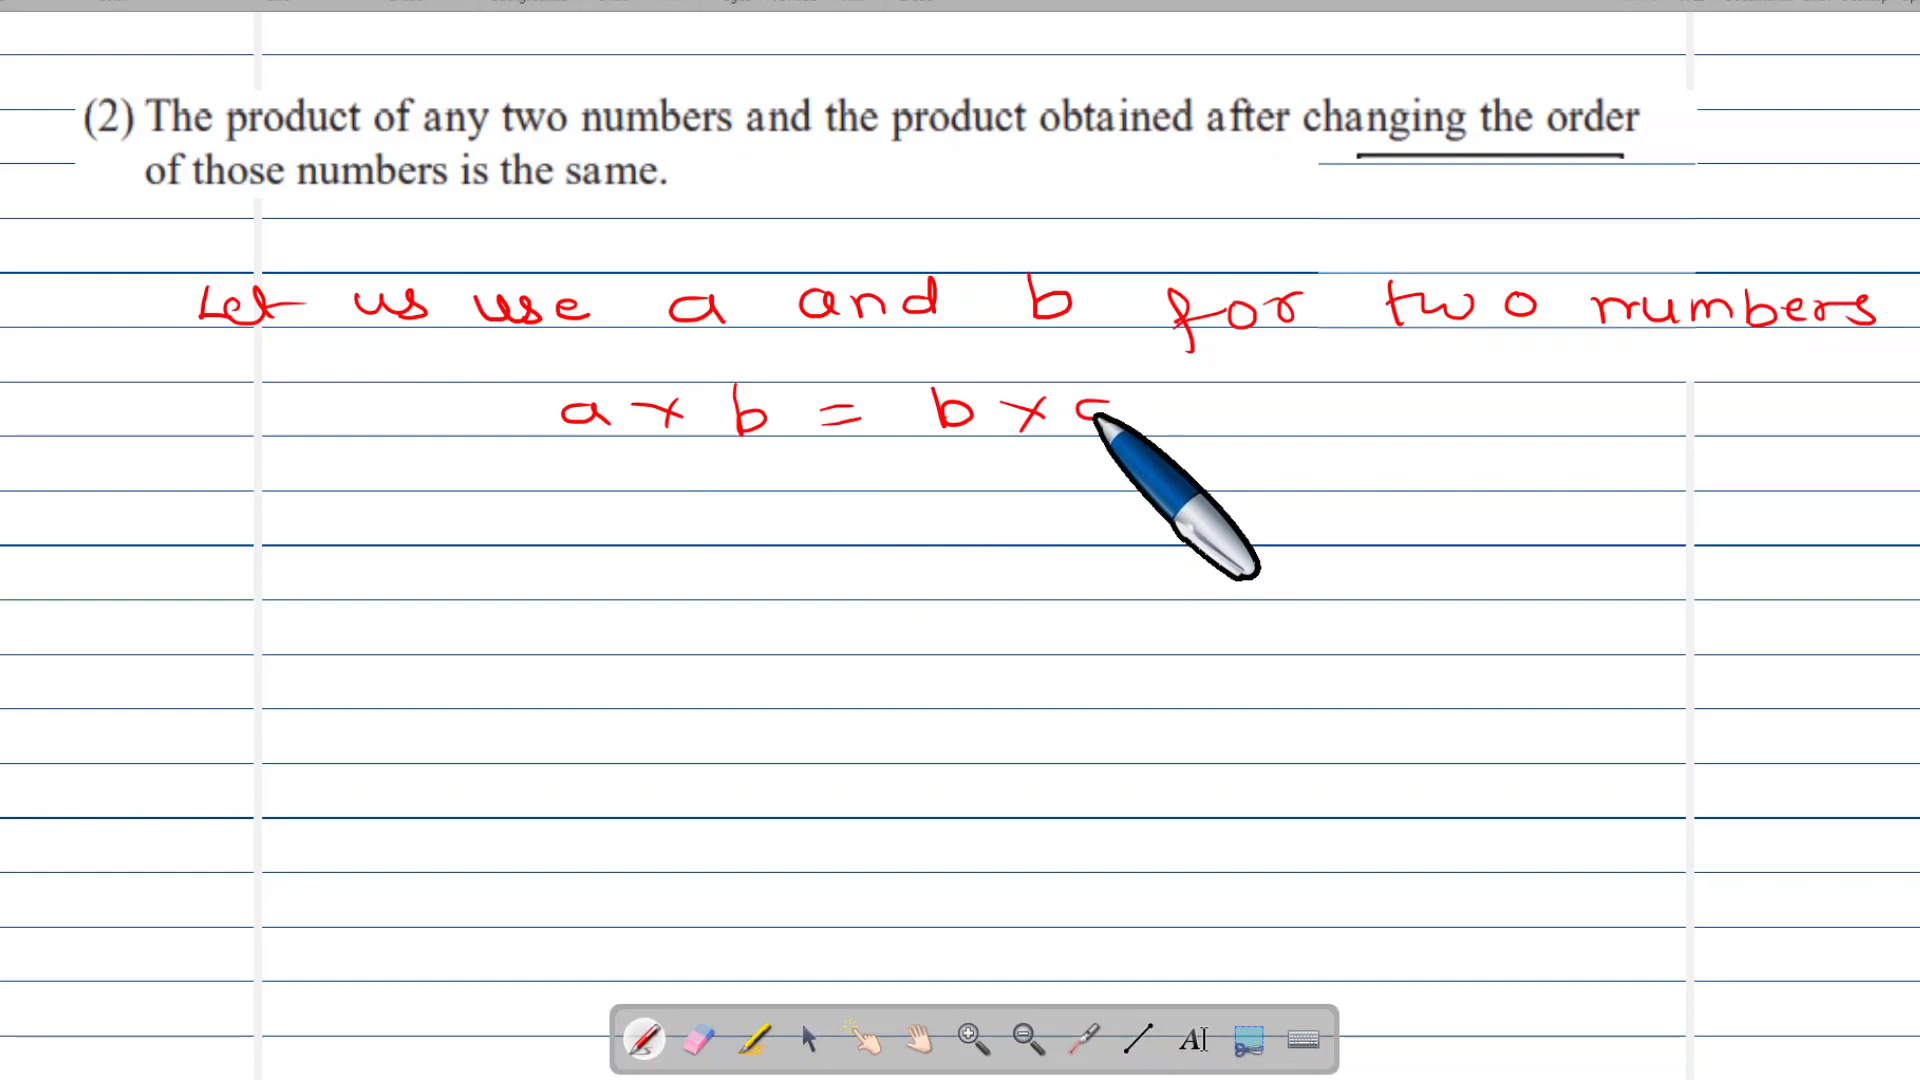 (2) The product of any two numbers and the product obtained after changing the order
of those numbers is the same.
Let us use a and b for two numbers
a × b = b ×
AI